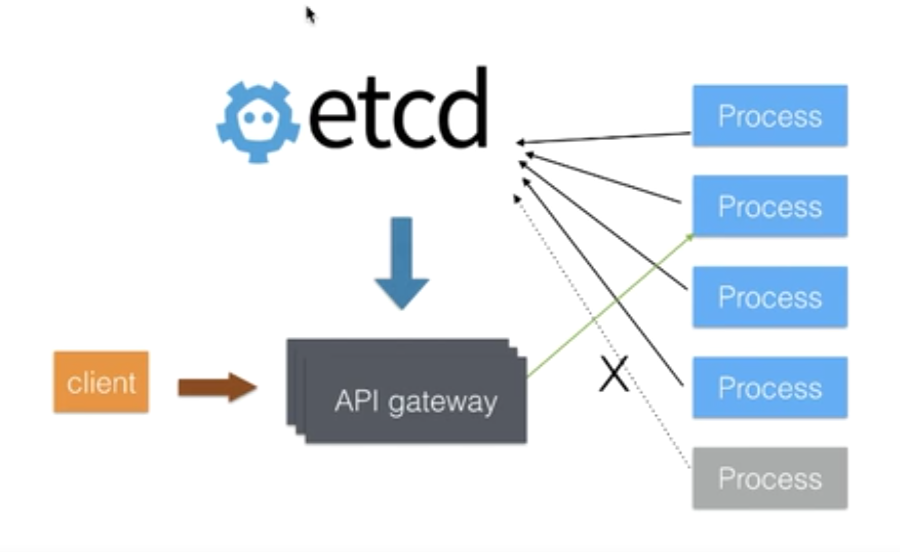 etcd
Process
Process
Process
X
client
API gateway
Process
Process